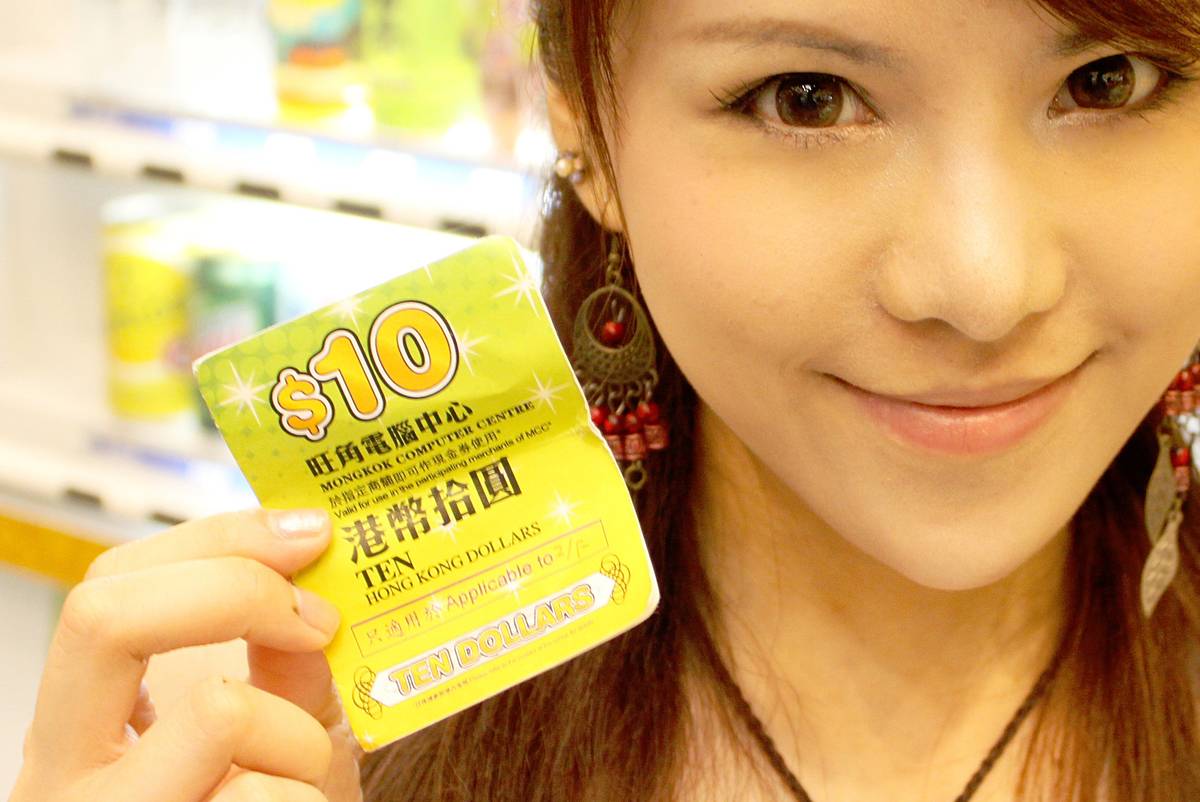 $10
旺角電腦中心
MONGKOK COMPUTER CENTRE
於指定商鋪即可作現金券使用*
Valid for use in the participating merchants of MCC*
港幣拾圓
TEN
HONG KONG DOLLARS
只適用於 Applicable to 2/F
TEN DOLLARS